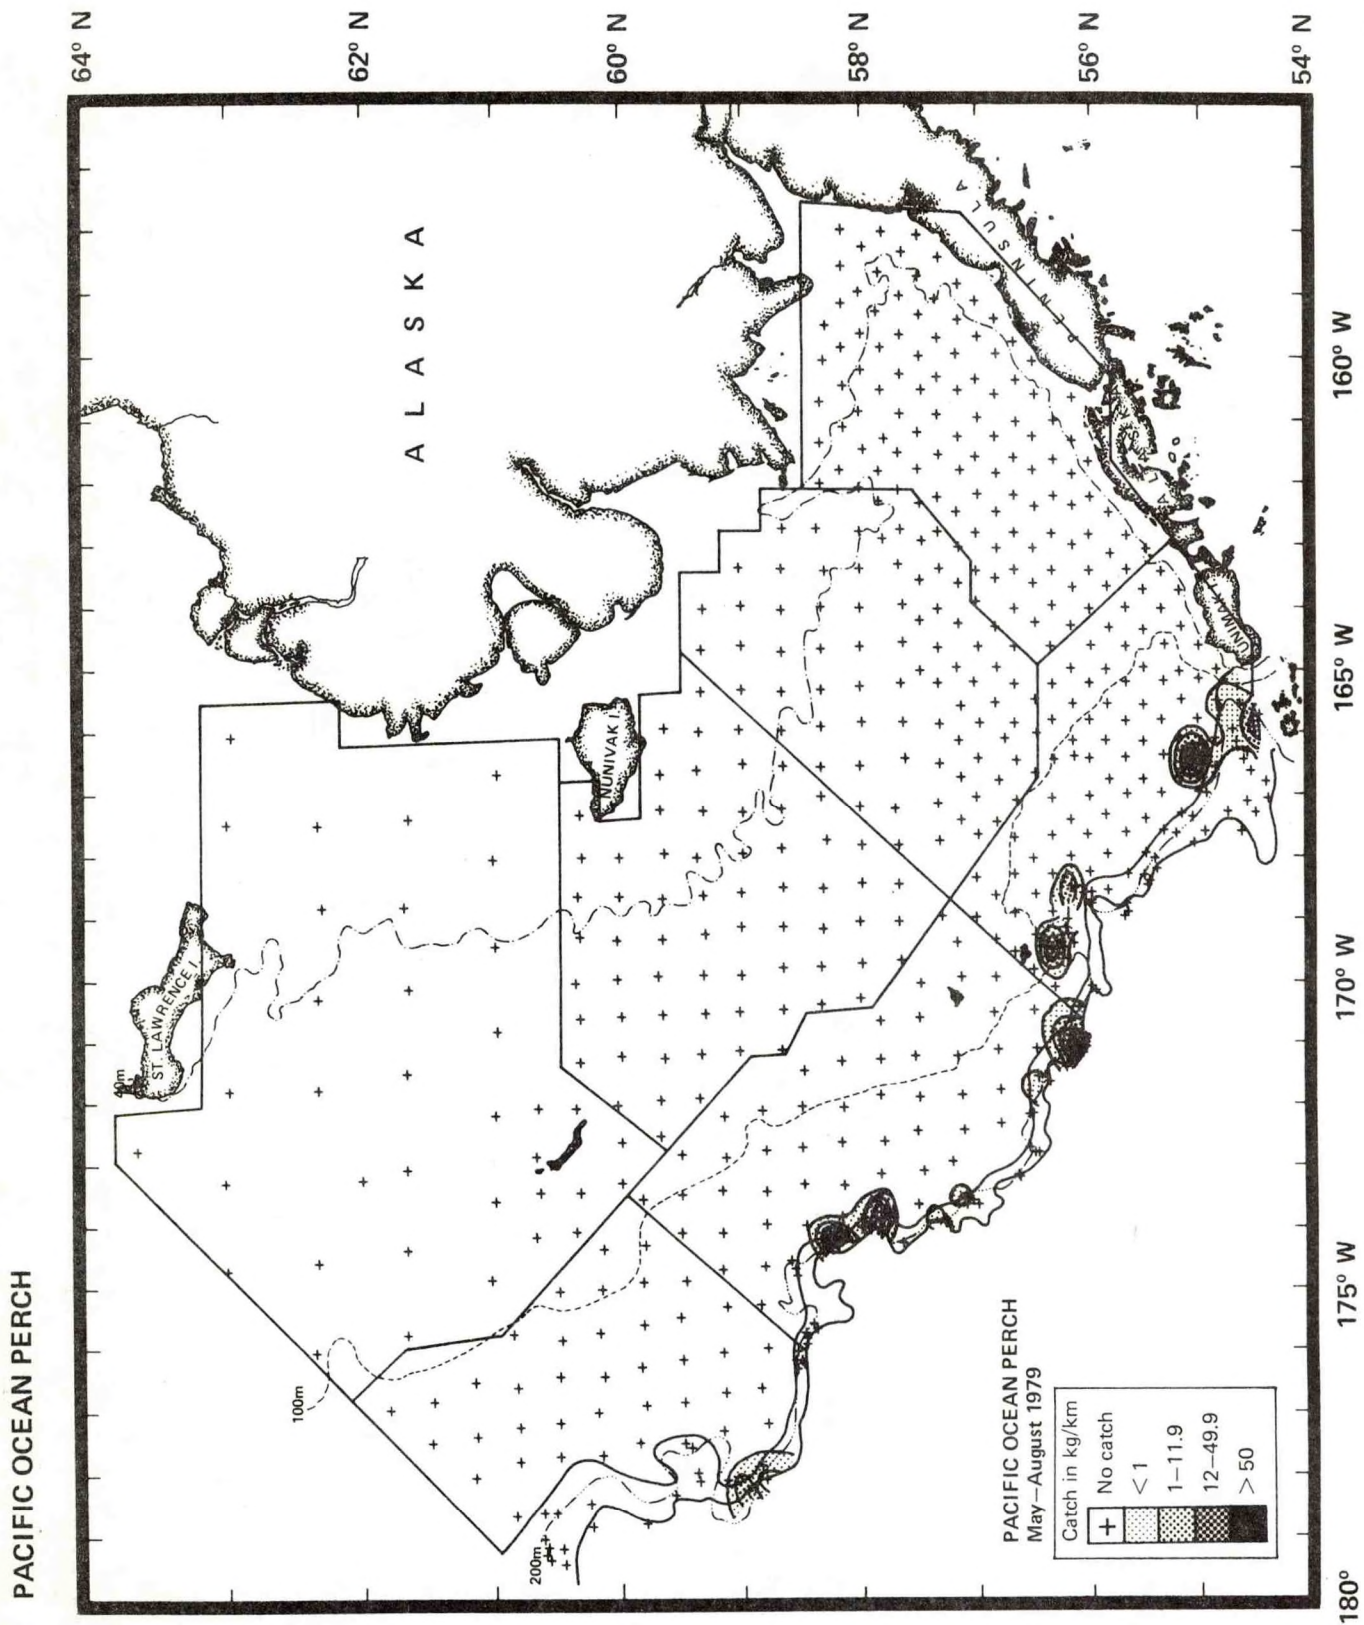 PACIFIC OCEAN PERCH
64° N
62° N
60° N
58° N
56° N
54° N
ALASKA
PENINSULA
ST. LAWRENCE I.
40m
NUNIVAK I.
UNIMAK I.
100m
200m
160° W
165° W
170° W
175° W
180°
PACIFIC OCEAN PERCH
May–August 1979
Catch in kg/km
+ No catch
< 1
1–11.9
12–49.9
> 50